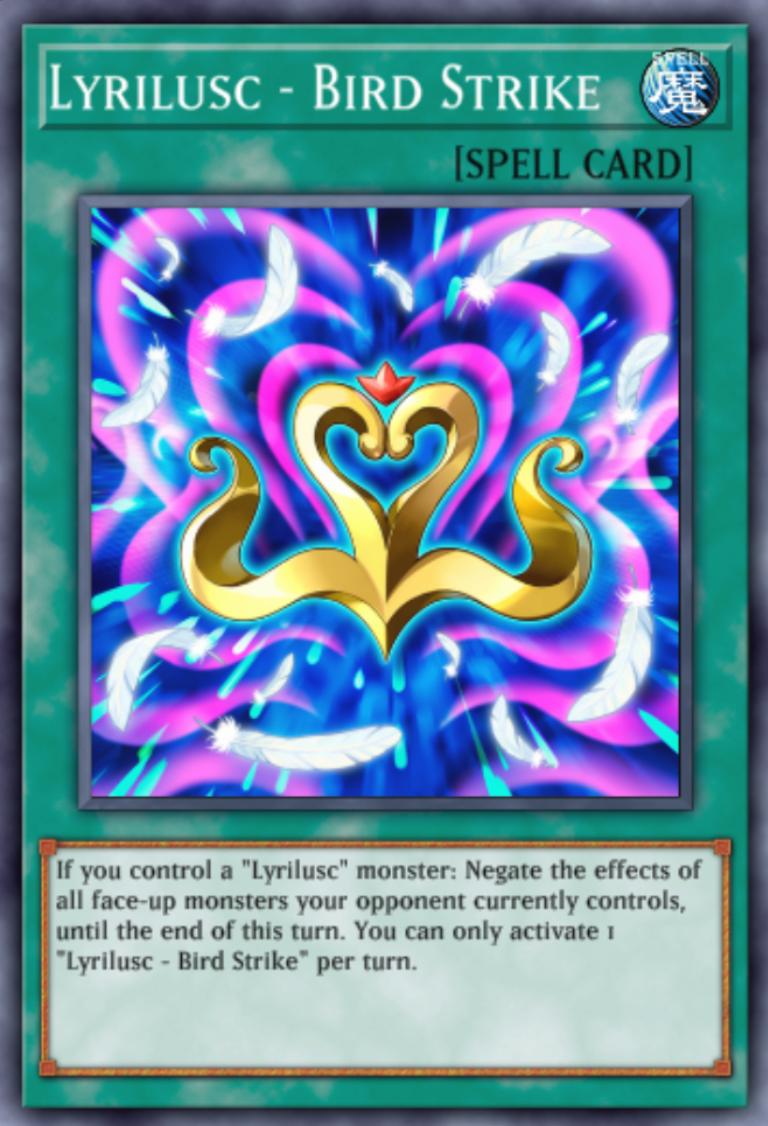 Lyrilusc - Bird Strike
SPELL
魔
[SPELL CARD]
If you control a "Lyrilusc" monster: Negate the effects of
all face-up monsters your opponent currently controls,
until the end of this turn. You can only activate 1
"Lyrilusc - Bird Strike" per turn.